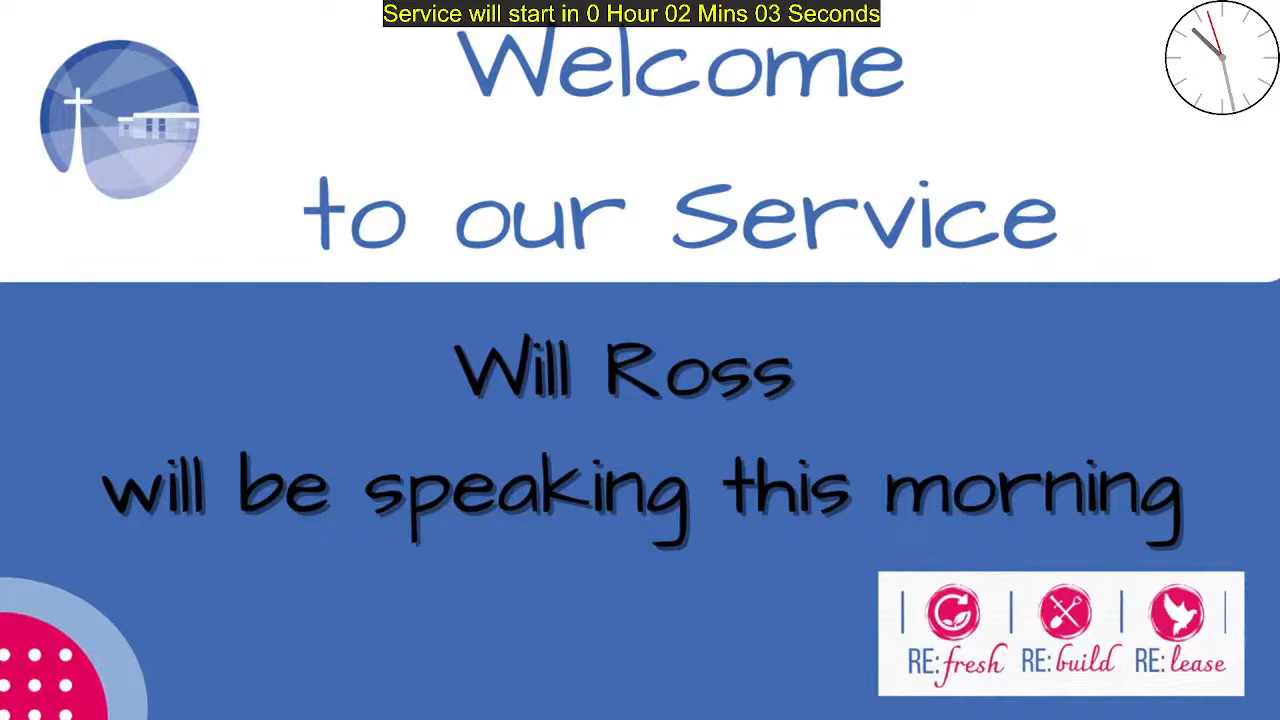 Service will start in 0 Hour 02 Mins 03 Seconds
Welcome
to our Service
Will Ross
will be speaking this morning
RE:fresh RE:build RE:lease